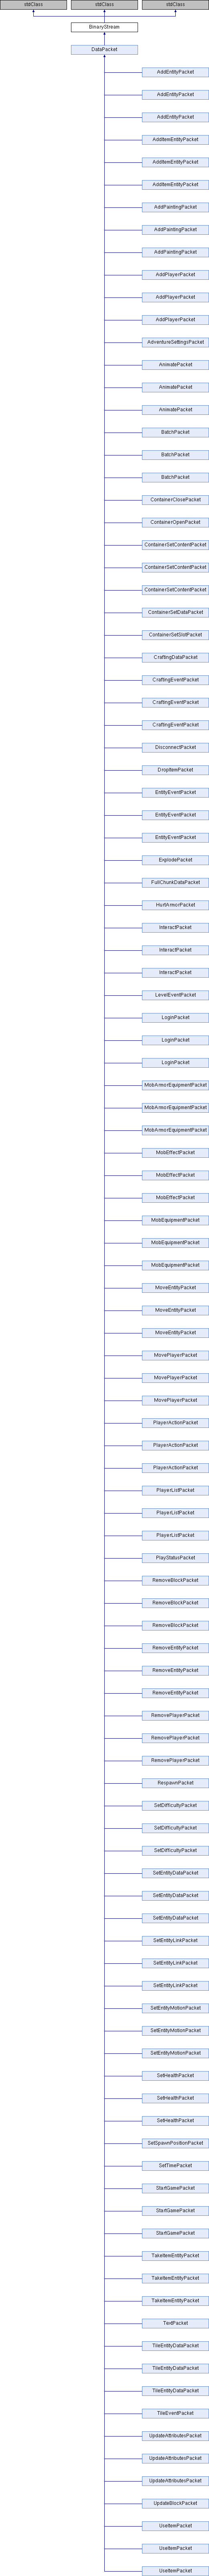 stdClass
stdClass
stdClass
BinaryStream
DataPacket
AddEntityPacket
AddEntityPacket
AddEntityPacket
AddItemEntityPacket
AddItemEntityPacket
AddItemEntityPacket
AddPaintingPacket
AddPaintingPacket
AddPaintingPacket
AddPlayerPacket
AddPlayerPacket
AddPlayerPacket
AdventureSettingsPacket
AnimatePacket
AnimatePacket
AnimatePacket
BatchPacket
BatchPacket
BatchPacket
ContainerClosePacket
ContainerOpenPacket
ContainerSetContentPacket
ContainerSetContentPacket
ContainerSetContentPacket
ContainerSetDataPacket
ContainerSetSlotPacket
CraftingDataPacket
CraftingEventPacket
CraftingEventPacket
CraftingEventPacket
DisconnectPacket
DropItemPacket
EntityEventPacket
EntityEventPacket
EntityEventPacket
ExplodePacket
FullChunkDataPacket
HurtArmorPacket
InteractPacket
InteractPacket
InteractPacket
LevelEventPacket
LoginPacket
LoginPacket
LoginPacket
MobArmorEquipmentPacket
MobArmorEquipmentPacket
MobArmorEquipmentPacket
MobEffectPacket
MobEffectPacket
MobEffectPacket
MobEquipmentPacket
MobEquipmentPacket
MobEquipmentPacket
MoveEntityPacket
MoveEntityPacket
MoveEntityPacket
MovePlayerPacket
MovePlayerPacket
MovePlayerPacket
PlayerActionPacket
PlayerActionPacket
PlayerActionPacket
PlayerListPacket
PlayerListPacket
PlayerListPacket
PlayStatusPacket
RemoveBlockPacket
RemoveBlockPacket
RemoveBlockPacket
RemoveEntityPacket
RemoveEntityPacket
RemoveEntityPacket
RemovePlayerPacket
RemovePlayerPacket
RemovePlayerPacket
RespawnPacket
SetDifficultyPacket
SetDifficultyPacket
SetDifficultyPacket
SetEntityDataPacket
SetEntityDataPacket
SetEntityDataPacket
SetEntityLinkPacket
SetEntityLinkPacket
SetEntityLinkPacket
SetEntityMotionPacket
SetEntityMotionPacket
SetEntityMotionPacket
SetHealthPacket
SetHealthPacket
SetHealthPacket
SetSpawnPositionPacket
SetTimePacket
StartGamePacket
StartGamePacket
StartGamePacket
TakeItemEntityPacket
TakeItemEntityPacket
TakeItemEntityPacket
TextPacket
TileEntityDataPacket
TileEntityDataPacket
TileEntityDataPacket
TileEventPacket
UpdateAttributesPacket
UpdateAttributesPacket
UpdateAttributesPacket
UpdateBlockPacket
UseItemPacket
UseItemPacket
UseItemPacket